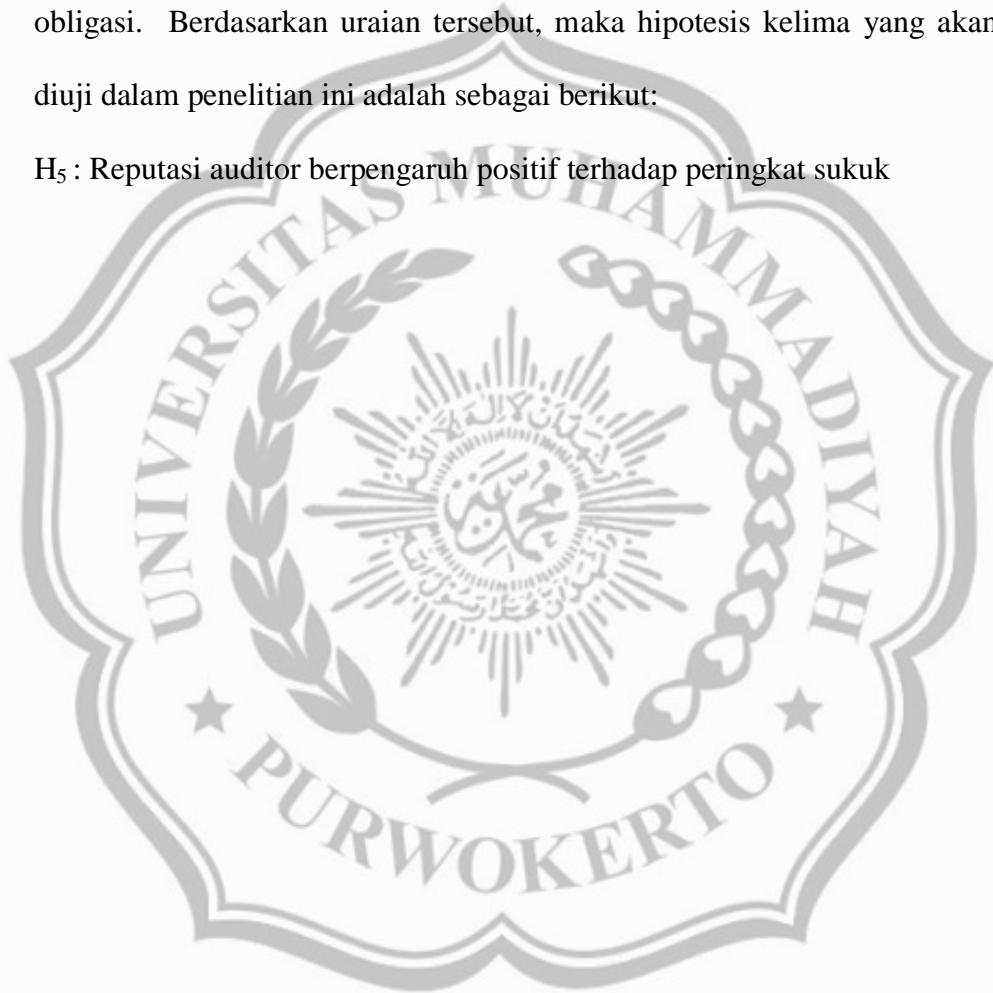 obligasi. Berdasarkan uraian tersebut, maka hipotesis kelima yang akan
diuji dalam penelitian ini adalah sebagai berikut:
H₅ : Reputasi auditor berpengaruh positif terhadap peringkat sukuk
UNIVERSITAS MUHAMMADIYAH
PURWOKERTO